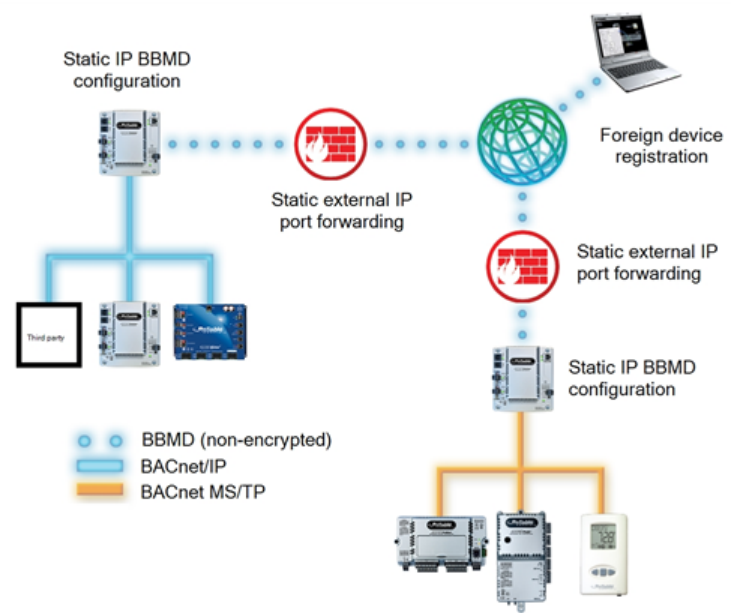 Static IP BBMD
configuration
Foreign device
registration
Static external IP
port forwarding
Static external IP
port forwarding
Third party
Static IP BBMD
configuration
BBMD (non-encrypted)
BACnet/IP
BACnet MS/TP